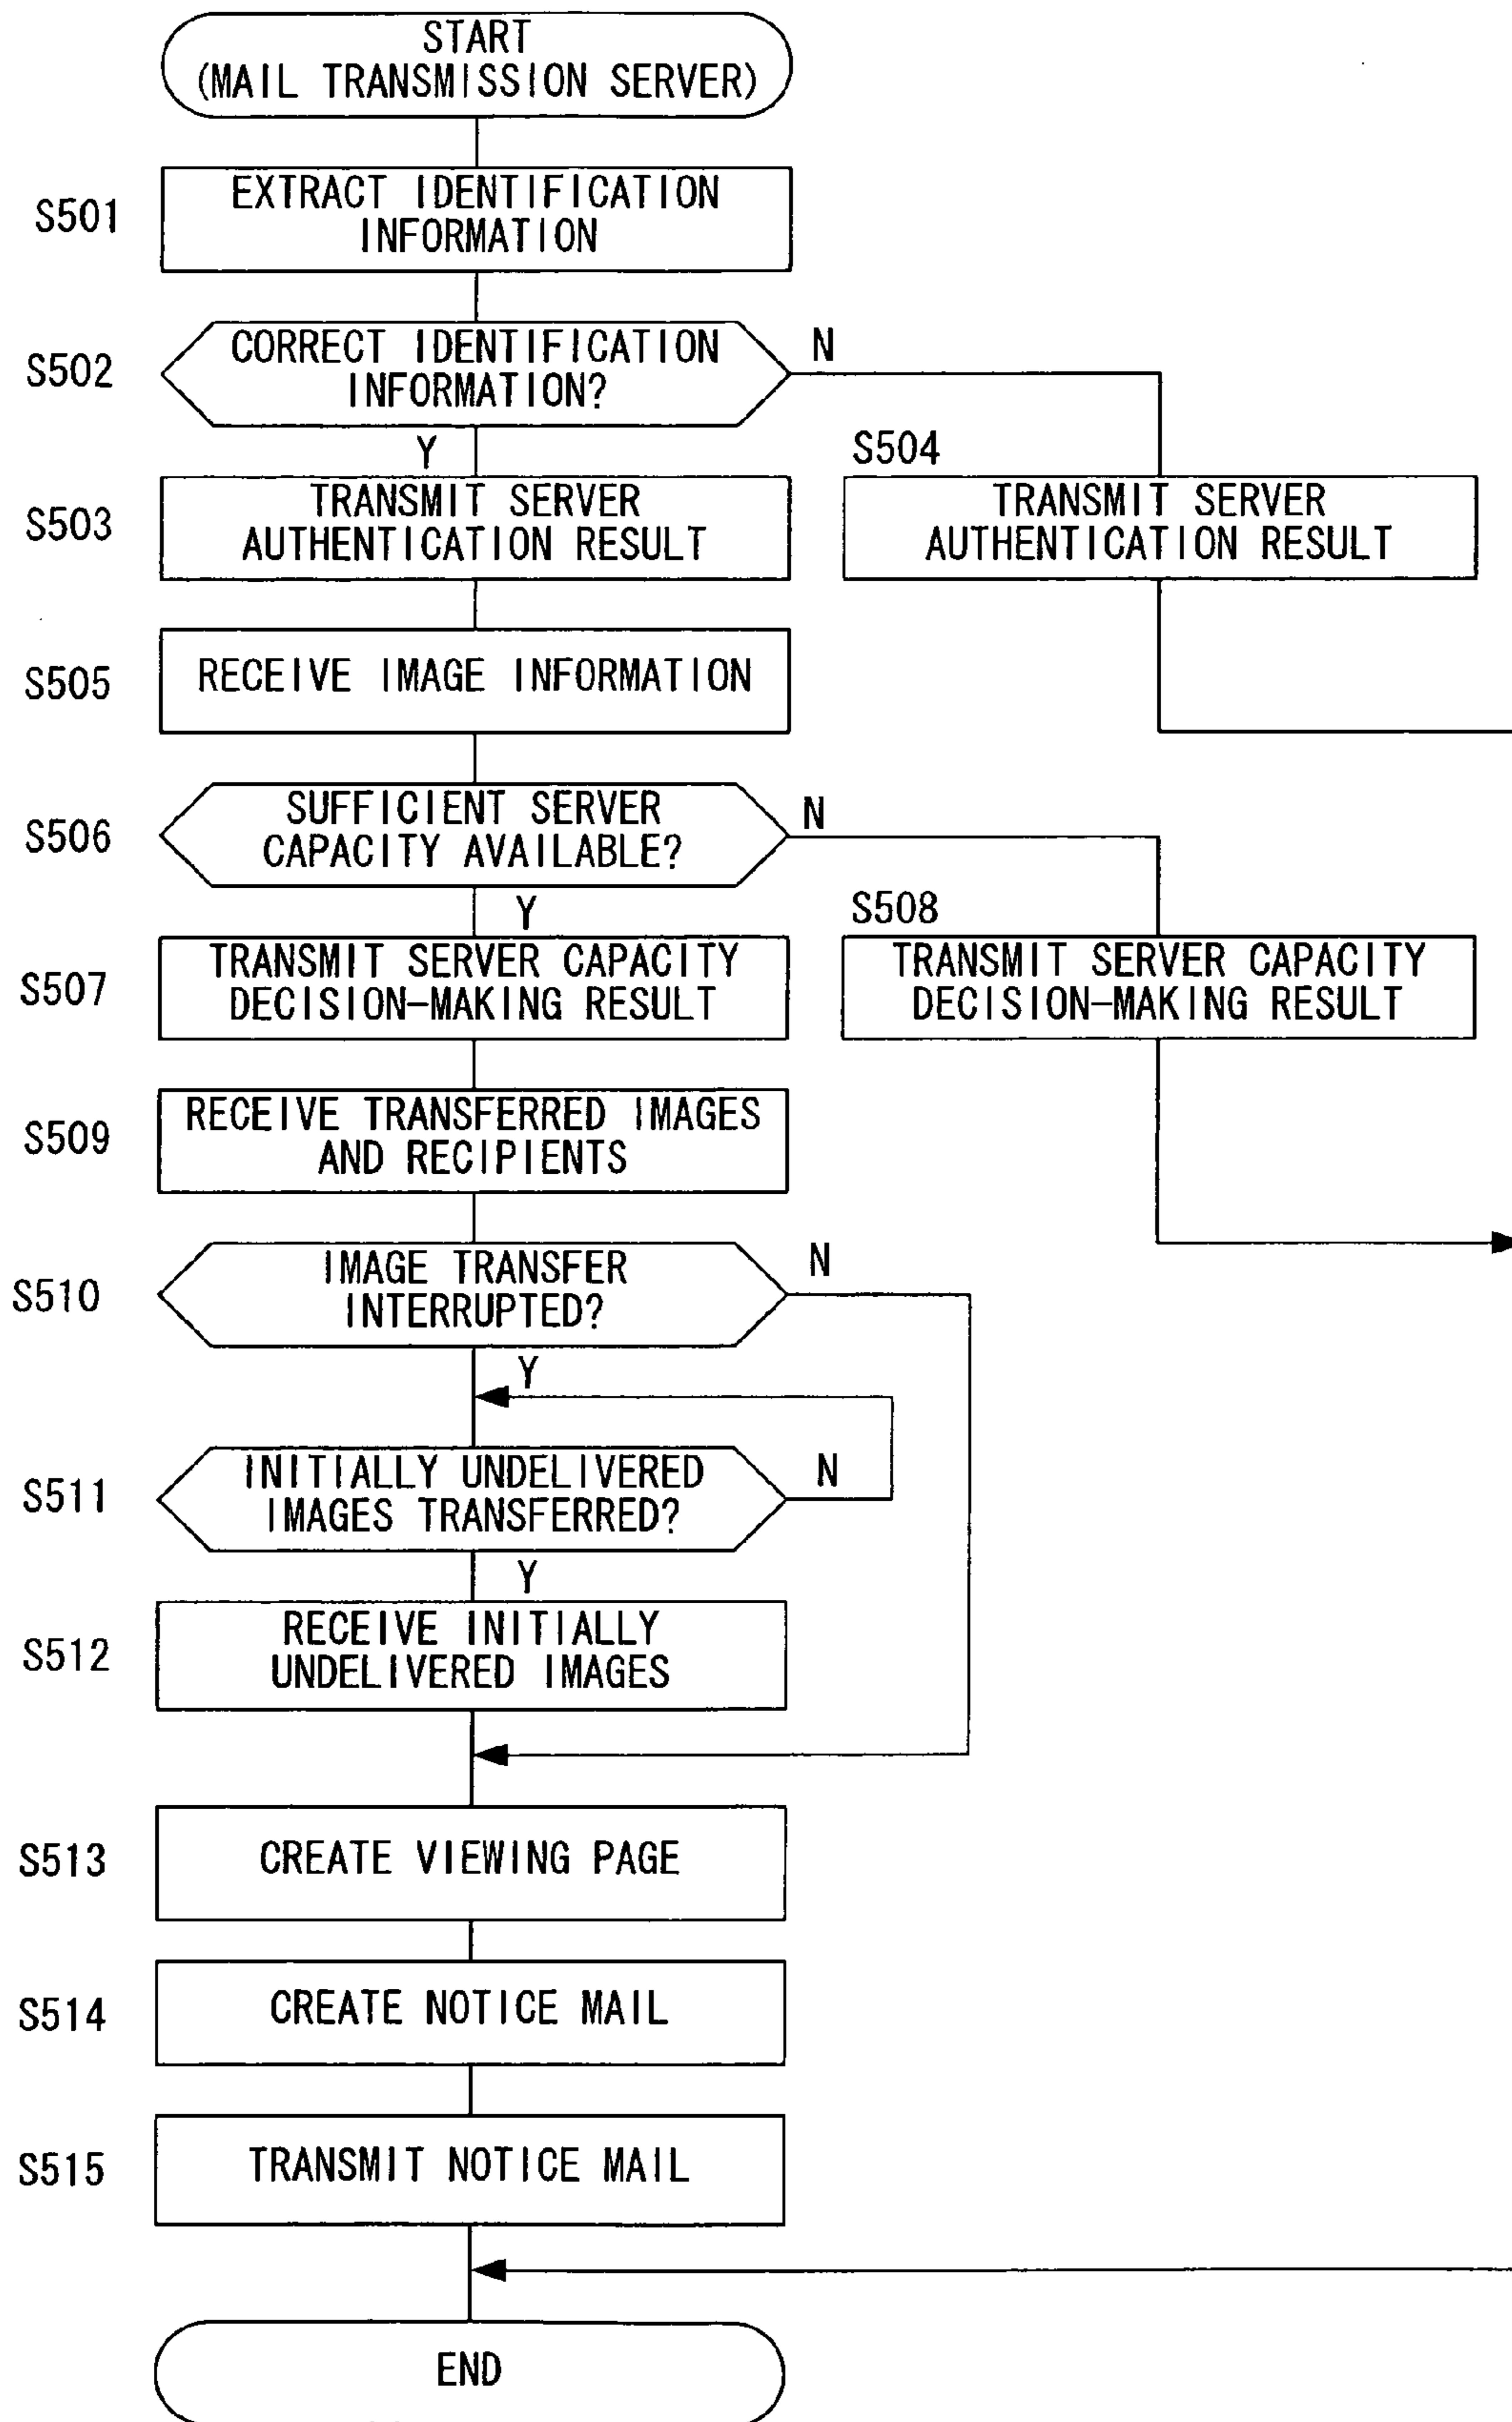 START
(MAIL TRANSMISSION SERVER)
S501
EXTRACT IDENTIFICATION
INFORMATION
S502
CORRECT IDENTIFICATION
INFORMATION?
N
Y
S503
TRANSMIT SERVER
AUTHENTICATION RESULT
S504
TRANSMIT SERVER
AUTHENTICATION RESULT
S505
RECEIVE IMAGE INFORMATION
S506
SUFFICIENT SERVER
CAPACITY AVAILABLE?
N
Y
S507
TRANSMIT SERVER CAPACITY
DECISION-MAKING RESULT
S508
TRANSMIT SERVER CAPACITY
DECISION-MAKING RESULT
S509
RECEIVE TRANSFERRED IMAGES
AND RECIPIENTS
S510
IMAGE TRANSFER
INTERRUPTED?
N
Y
S511
INITIALLY UNDELIVERED
IMAGES TRANSFERRED?
N
Y
S512
RECEIVE INITIALLY
UNDELIVERED IMAGES
S513
CREATE VIEWING PAGE
S514
CREATE NOTICE MAIL
S515
TRANSMIT NOTICE MAIL
END